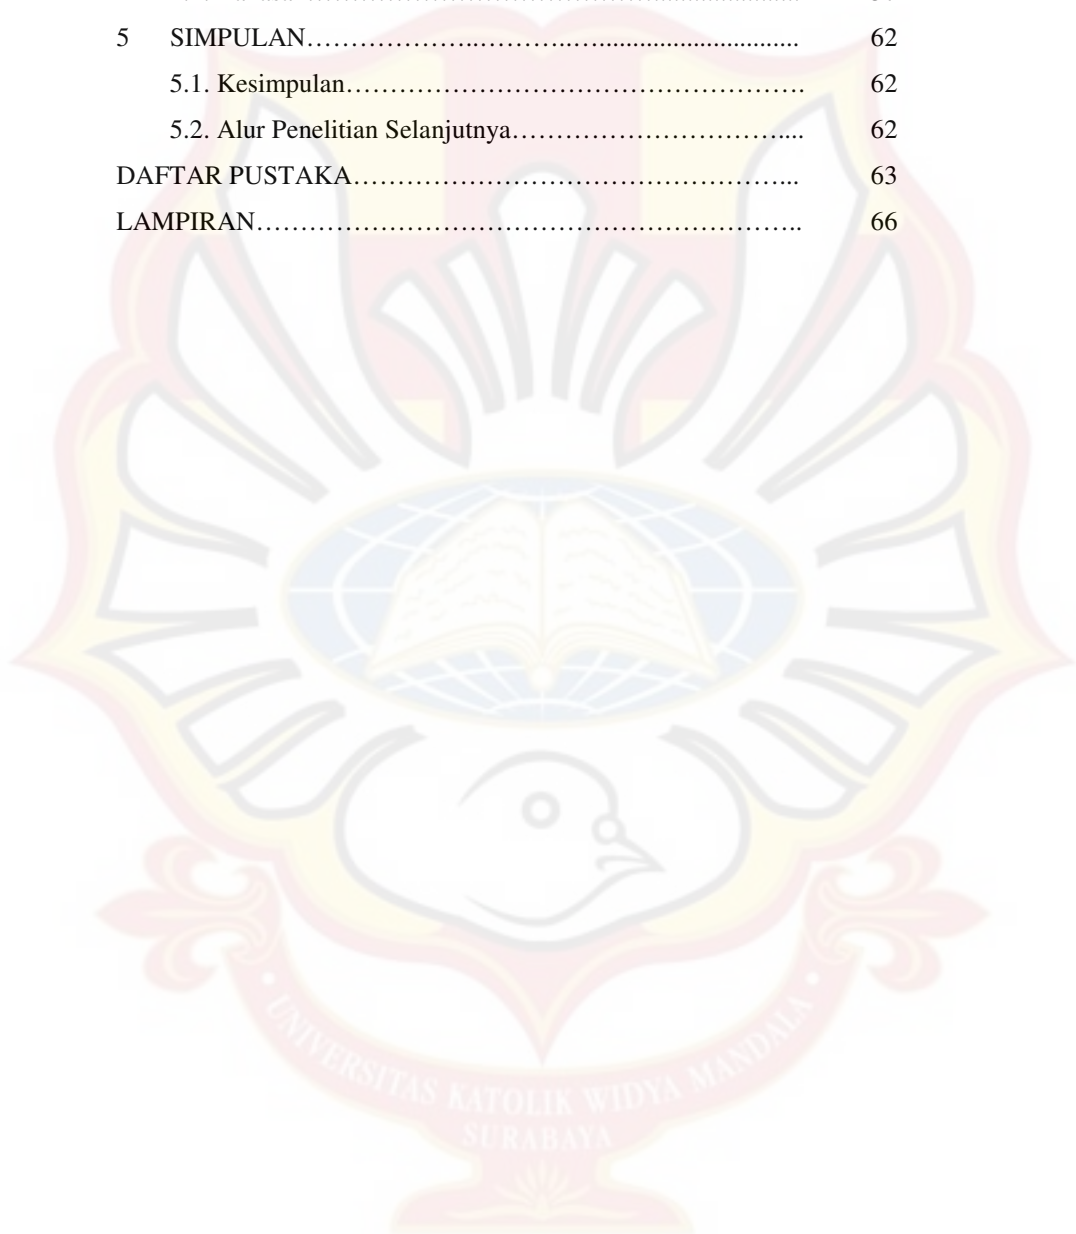 5 SIMPULAN………………..………..…............................... 62
5.1. Kesimpulan……………………………………………. 62
5.2. Alur Penelitian Selanjutnya………………………….... 62
DAFTAR PUSTAKA…………………………………………... 63
LAMPIRAN…………………………………………………….. 66
UNIVERSITAS KATOLIK WIDYA MANDALA
SURABAYA